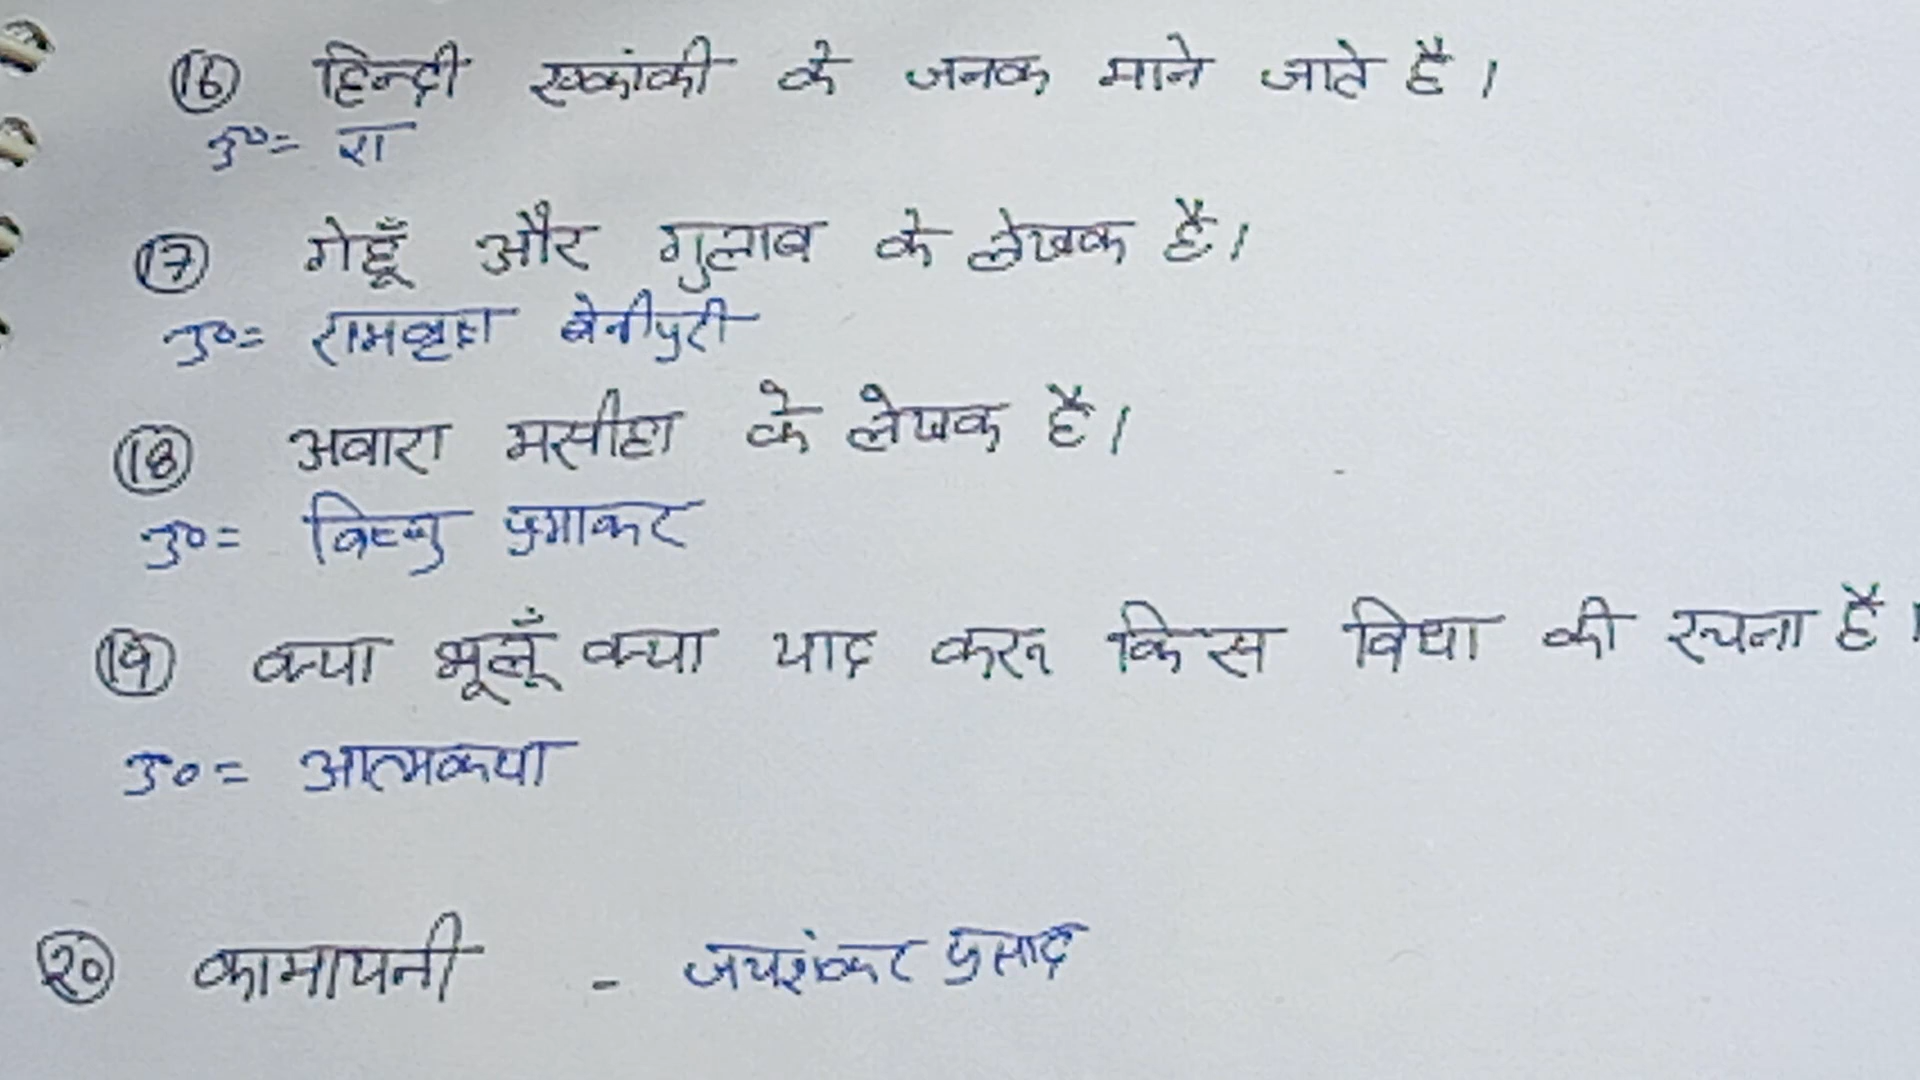 (16) हिन्दी एकांकी के जनक माने जाते है।
उ०= रा
(17) गेहूँ और गुलाब के लेखक है।
उ०= रामवृक्ष बेनीपुरी
(18) अवारा मसीहा के लेखक है।
उ०= विष्णु प्रभाकर
(19) क्या भूलूँ क्या याद करू किस विधा की रचना है।
उ०= आत्मकथा
(20) कामायनी - जयशंकर प्रसाद